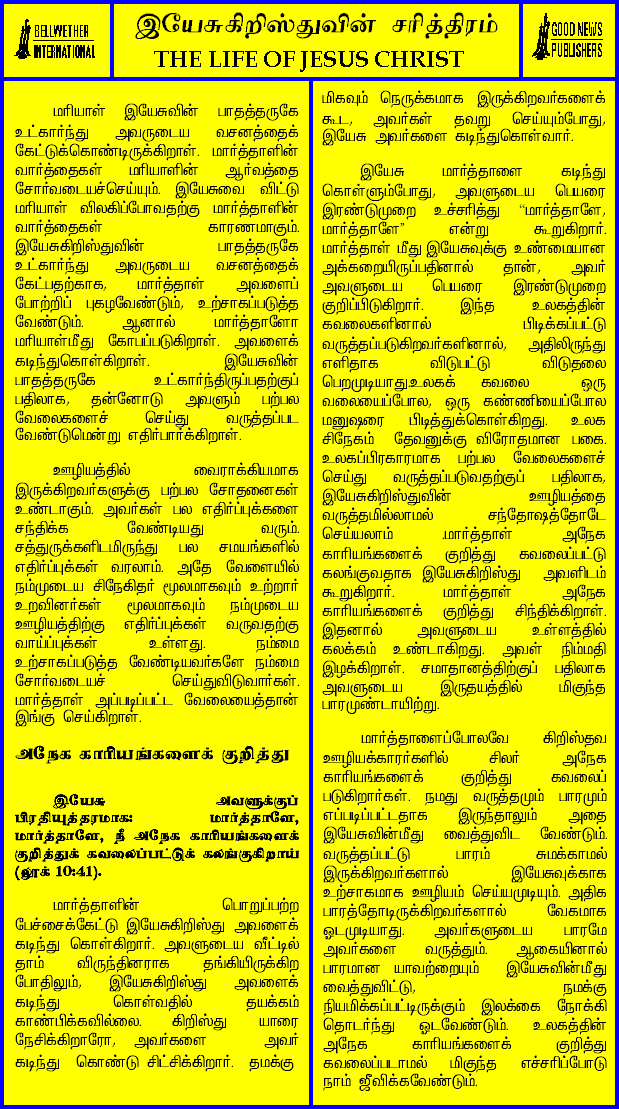 BELLWETHER
INTERNATIONAL
இயேசுகிறிஸ்துவின் சரித்திரம்
THE LIFE OF JESUS CHRIST
GOOD NEWS
PUBLISHERS
மரியாள் இயேசுவின் பாதத்தருகே
உட்கார்ந்து அவருடைய வசனத்தைக்
கேட்டுக்கொண்டிருக்கிறாள். மார்த்தாளின்
வார்த்தைகள் மரியாளின் ஆர்வத்தை
சோர்வடையச்செய்யும். இயேசுவை விட்டு
மரியாள் விலகிப்போவதற்கு மார்த்தாளின்
வார்த்தைகள் காரணமாகும்.
இயேசுகிறிஸ்துவின் பாதத்தருகே
உட்கார்ந்து அவருடைய வசனத்தைக்
கேட்பதற்காக, மார்த்தாள் அவளைப்
போற்றிப் புகழவேண்டும், உற்சாகப்படுத்த
வேண்டும். ஆனால் மார்த்தாளோ
மரியாள்மீது கோபப்படுகிறாள். அவளைக்
கடிந்துகொள்கிறாள். இயேசுவின்
பாதத்தருகே உட்கார்ந்திருப்பதற்குப்
பதிலாக, தன்னோடு அவளும் பற்பல
வேலைகளைச் செய்து வருத்தப்பட
வேண்டுமென்று எதிர்பார்க்கிறாள்.
ஊழியத்தில் வைராக்கியமாக
இருக்கிறவர்களுக்கு பற்பல சோதனைகள்
உண்டாகும். அவர்கள் பல எதிர்ப்புக்களை
சந்திக்க வேண்டியது வரும்.
சத்துருக்களிடமிருந்து பல சமயங்களில்
எதிர்ப்புக்கள் வரலாம். அதே வேளையில்
நம்முடைய சிநேகிதர் மூலமாகவும் உற்றார்
உறவினர்கள் மூலமாகவும் நம்முடைய
ஊழியத்திற்கு எதிர்ப்புக்கள் வருவதற்கு
வாய்ப்புக்கள் உள்ளது. நம்மை
உற்சாகப்படுத்த வேண்டியவர்களே நம்மை
சோர்வடையச் செய்துவிடுவார்கள்.
மார்த்தாள் அப்படிப்பட்ட வேலையைத்தான்
இங்கு செய்கிறாள்.
அநேக காரியங்களைக் குறித்து
இயேசு அவளுக்குப்
பிரதியுத்தரமாக: மார்த்தாளே,
மார்த்தாளே, நீ அநேக காரியங்களைக்
குறித்துக் கவலைப்பட்டுக் கலங்குகிறாய்
(லூக் 10:41).
மார்த்தாளின் பொறுப்பற்ற
பேச்சைக்கேட்டு இயேசுகிறிஸ்து அவளைக்
கடிந்து கொள்கிறார். அவளுடைய வீட்டில்
தாம் விருந்தினராக தங்கியிருக்கிற
போதிலும், இயேசுகிறிஸ்து அவளைக்
கடிந்து கொள்வதில் தயக்கம்
காண்பிக்கவில்லை. கிறிஸ்து யாரை
நேசிக்கிறாரோ, அவர்களை அவர்
கடிந்து கொண்டு சிட்சிக்கிறார். தமக்கு
மிகவும் நெருக்கமாக இருக்கிறவர்களைக்
கூட, அவர்கள் தவறு செய்யும்போது,
இயேசு அவர்களை கடிந்துகொள்வார்.
இயேசு மார்த்தாளை கடிந்து
கொள்ளும்போது, அவளுடைய பெயரை
இரண்டுமுறை உச்சரித்து "மார்த்தாளே,
மார்த்தாளே" என்று கூறுகிறார்.
மார்த்தாள் மீது இயேசுவுக்கு உண்மையான
அக்கறையிருப்பதினால் தான், அவர்
அவளுடைய பெயரை இரண்டுமுறை
குறிப்பிடுகிறார். இந்த உலகத்தின்
கவலைகளினால் பிடிக்கப்பட்டு
வருத்தப்படுகிறவர்களினால், அதிலிருந்து
எளிதாக விடுபட்டு விடுதலை
பெறமுடியாது.உலகக் கவலை ஒரு
வலையைப்போல, ஒரு கண்ணியைப்போல
மனுஷரை பிடித்துக்கொள்கிறது. உலக
சிநேகம் தேவனுக்கு விரோதமான பகை.
உலகப்பிரகாரமாக பற்பல வேலைகளைச்
செய்து வருத்தப்படுவதற்குப் பதிலாக,
இயேசுகிறிஸ்துவின் ஊழியத்தை
வருத்தமில்லாமல் சந்தோஷத்தோடே
செய்யலாம் .மார்த்தாள் அநேக
காரியங்களைக் குறித்து கவலைப்பட்டு
கலங்குவதாக இயேசுகிறிஸ்து அவளிடம்
கூறுகிறார். மார்த்தாள் அநேக
காரியங்களைக் குறித்து சிந்திக்கிறாள்.
இதனால் அவளுடைய உள்ளத்தில்
கலக்கம் உண்டாகிறது. அவள் நிம்மதி
இழக்கிறாள். சமாதானத்திற்குப் பதிலாக
அவளுடைய இருதயத்தில் மிகுந்த
பாரமுண்டாயிற்று.
மார்த்தாளைப்போலவே கிறிஸ்தவ
ஊழியக்காரர்களில் சிலர் அநேக
காரியங்களைக் குறித்து கவலைப்
படுகிறார்கள். நமது வருத்தமும் பாரமும்
எப்படிப்பட்டதாக இருந்தாலும் அதை
இயேசுவின்மீது வைத்துவிட வேண்டும்.
வருத்தப்பட்டு பாரம் சுமக்காமல்
இருக்கிறவர்களால் இயேசுவுக்காக
உற்சாகமாக ஊழியம் செய்யமுடியும். அதிக
பாரத்தோடிருக்கிறவர்களால் வேகமாக
ஓடமுடியாது. அவர்களுடைய பாரமே
அவர்களை வருத்தும். ஆகையினால்
பாரமான யாவற்றையும் இயேசுவின்மீது
வைத்துவிட்டு, நமக்கு
நியமிக்கப்பட்டிருக்கும் இலக்கை நோக்கி
தொடர்ந்து ஓடவேண்டும். உலகத்தின்
அநேக காரியங்களைக் குறித்து
கவலைப்படாமல் மிகுந்த எச்சரிப்போடு
நாம் ஜீவிக்கவேண்டும்.